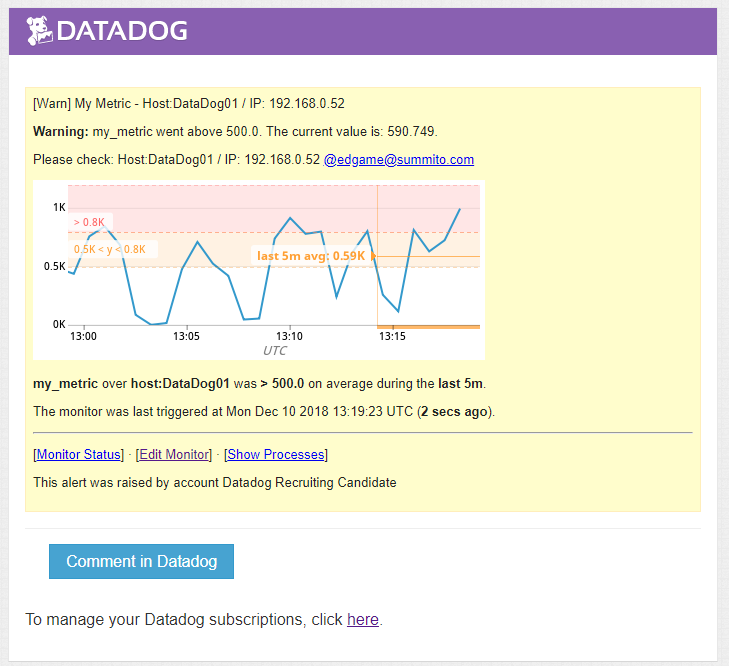 DATADOG
[Warn] My Metric - Host:DataDog01 / IP: 192.168.0.52
Warning: my_metric went above 500.0. The current value is: 590.749.
Please check: Host:DataDog01 / IP: 192.168.0.52 @edgame@summito.com
1K
> 0.8K
0.5K < y < 0.8K
last 5m avg: 0.59K
0.5K
0K
13:00 13:05 13:10 13:15
UTC
my_metric over host:DataDog01 was > 500.0 on average during the last 5m.
The monitor was last triggered at Mon Dec 10 2018 13:19:23 UTC (2 secs ago).
[Monitor Status] · [Edit Monitor] · [Show Processes]
This alert was raised by account Datadog Recruiting Candidate
Comment in Datadog
To manage your Datadog subscriptions, click here.